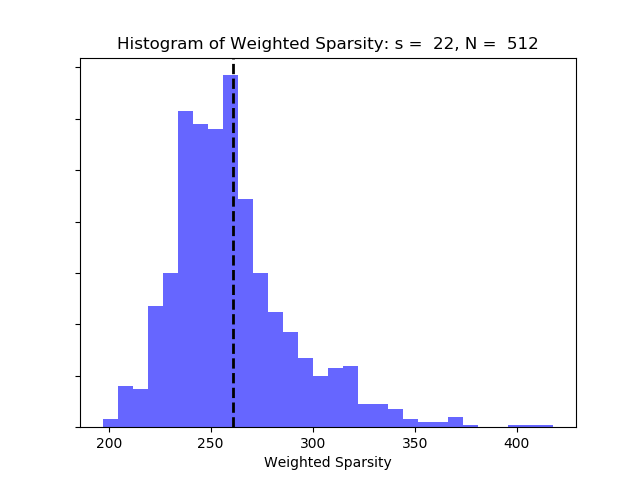 Histogram of Weighted Sparsity: s =  22, N =  512
200 250 300 350 400
Weighted Sparsity